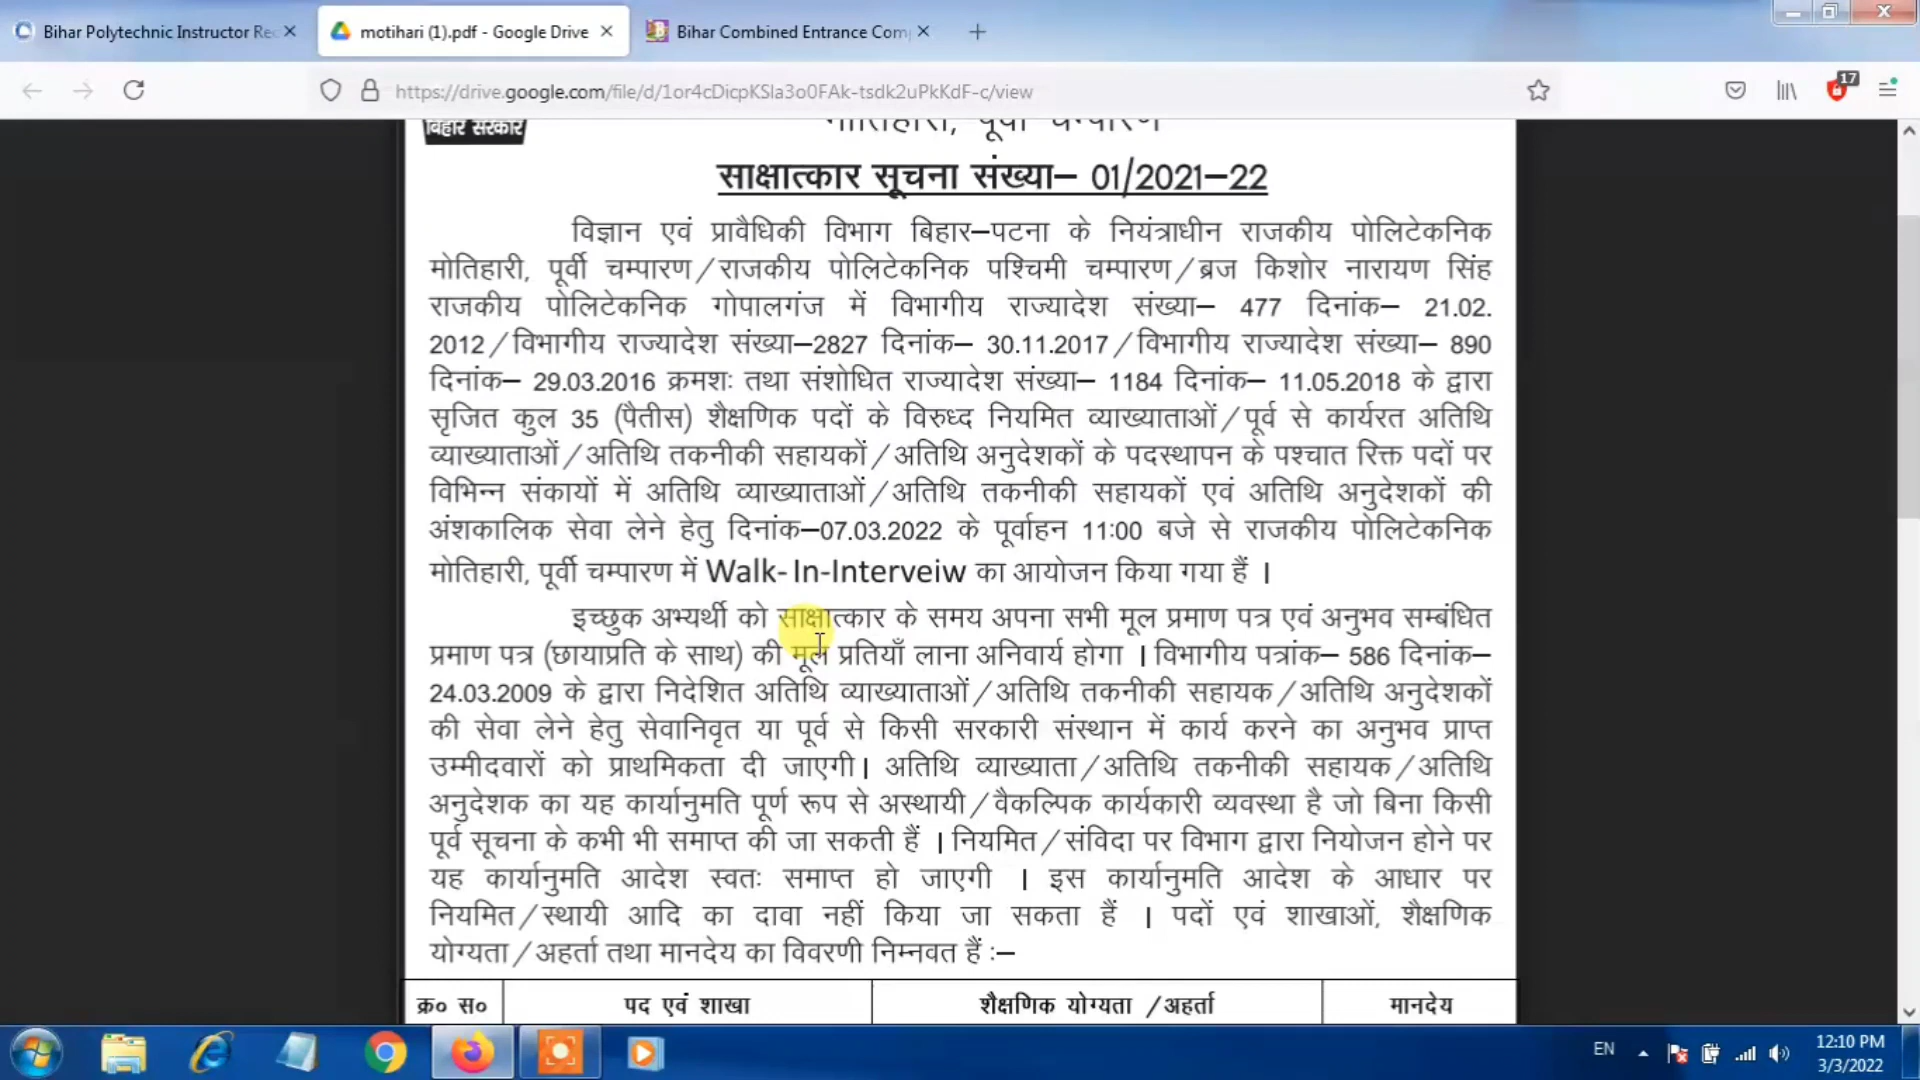 Bihar Polytechnic Instructor Rec
motihari (1).pdf - Google Drive
Bihar Combined Entrance Com
https://drive.google.com/file/d/1or4cDicpKSla3o0FAk-tsdk2uPkKdF-c/view
17
बिहार सरकार
मोतिहारी, पूर्वी चम्पारण
साक्षात्कार सूचना संख्या– 01/2021–22
विज्ञान एवं प्रावैधिकी विभाग बिहार–पटना के नियंत्राधीन राजकीय पोलिटेकनिक
मोतिहारी, पूर्वी चम्पारण/राजकीय पोलिटेकनिक पश्चिमी चम्पारण/ब्रज किशोर नारायण सिंह
राजकीय पोलिटेकनिक गोपालगंज में विभागीय राज्यादेश संख्या– 477 दिनांक– 21.02.
2012/विभागीय राज्यादेश संख्या–2827 दिनांक– 30.11.2017/विभागीय राज्यादेश संख्या– 890
दिनांक– 29.03.2016 क्रमशः तथा संशोधित राज्यादेश संख्या– 1184 दिनांक– 11.05.2018 के द्वारा
सृजित कुल 35 (पैतीस) शैक्षणिक पदों के विरुध्द नियमित व्याख्याताओं/पूर्व से कार्यरत अतिथि
व्याख्याताओं/अतिथि तकनीकी सहायकों/अतिथि अनुदेशकों के पदस्थापन के पश्चात रिक्त पदों पर
विभिन्न संकायों में अतिथि व्याख्याताओं/अतिथि तकनीकी सहायकों एवं अतिथि अनुदेशकों की
अंशकालिक सेवा लेने हेतु दिनांक–07.03.2022 के पूर्वाहन 11:00 बजे से राजकीय पोलिटेकनिक
मोतिहारी, पूर्वी चम्पारण में Walk-In-Interveiw का आयोजन किया गया हैं ।
इच्छुक अभ्यर्थी को साक्षात्कार के समय अपना सभी मूल प्रमाण पत्र एवं अनुभव सम्बंधित
प्रमाण पत्र (छायाप्रति के साथ) की मूल प्रतियाँ लाना अनिवार्य होगा । विभागीय पत्रांक– 586 दिनांक–
24.03.2009 के द्वारा निदेशित अतिथि व्याख्याताओं/अतिथि तकनीकी सहायक/अतिथि अनुदेशकों
की सेवा लेने हेतु सेवानिवृत या पूर्व से किसी सरकारी संस्थान में कार्य करने का अनुभव प्राप्त
उम्मीदवारों को प्राथमिकता दी जाएगी। अतिथि व्याख्याता/अतिथि तकनीकी सहायक/अतिथि
अनुदेशक का यह कार्यानुमति पूर्ण रूप से अस्थायी/वैकल्पिक कार्यकारी व्यवस्था है जो बिना किसी
पूर्व सूचना के कभी भी समाप्त की जा सकती हैं । नियमित/संविदा पर विभाग द्वारा नियोजन होने पर
यह कार्यानुमति आदेश स्वतः समाप्त हो जाएगी । इस कार्यानुमति आदेश के आधार पर
नियमित/स्थायी आदि का दावा नहीं किया जा सकता हैं । पदों एवं शाखाओं, शैक्षणिक
योग्यता/अहर्ता तथा मानदेय का विवरणी निम्नवत हैं :–
क्र० स० पद एवं शाखा शैक्षणिक योग्यता /अहर्ता मानदेय
EN
12:10 PM
3/3/2022